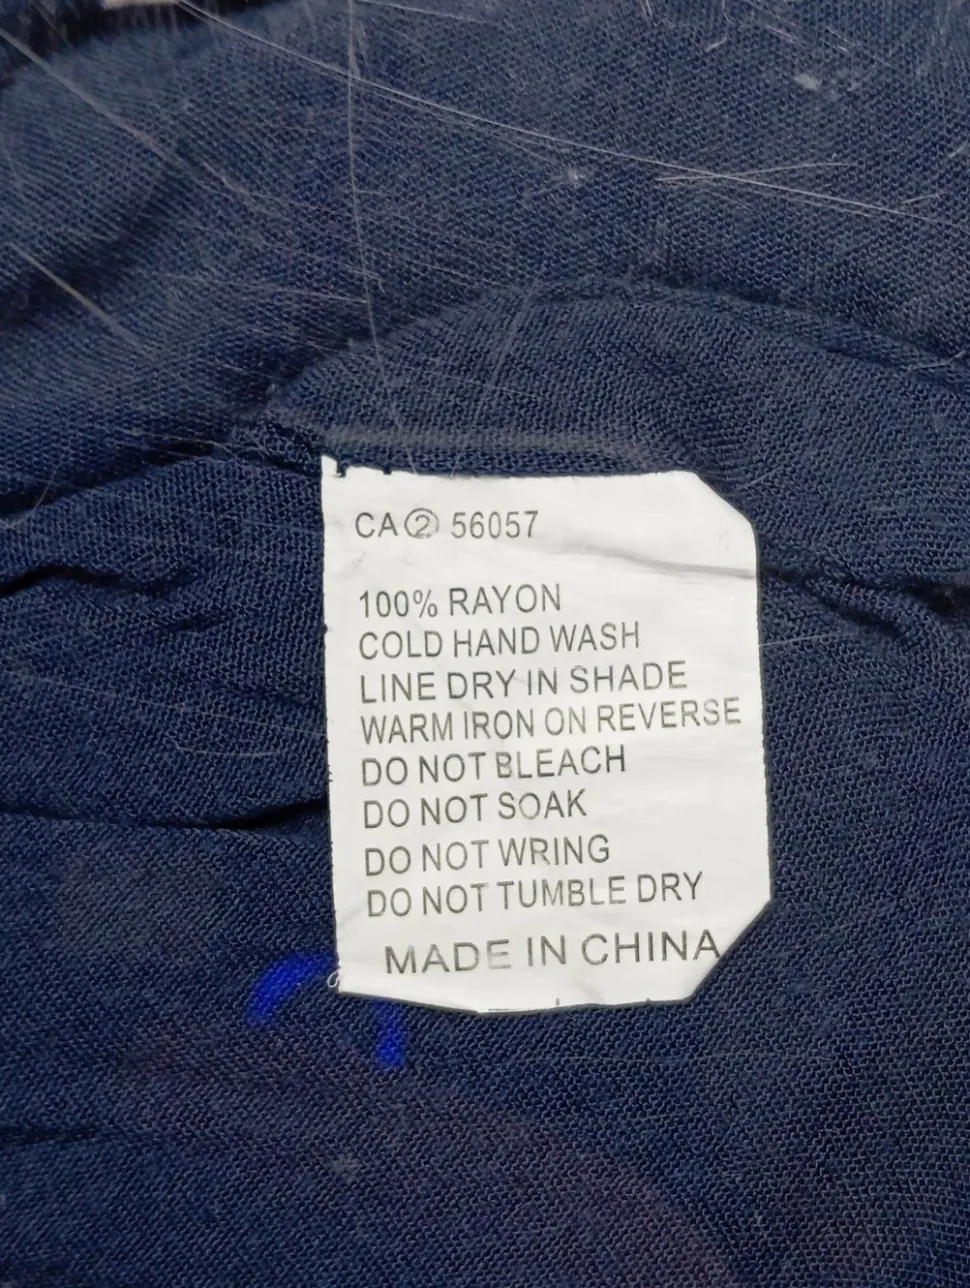 CA② 56057
100% RAYON
COLD HAND WASH
LINE DRY IN SHADE
WARM IRON ON REVERSE
DO NOT BLEACH
DO NOT SOAK
DO NOT WRING
DO NOT TUMBLE DRY
MADE IN CHINA